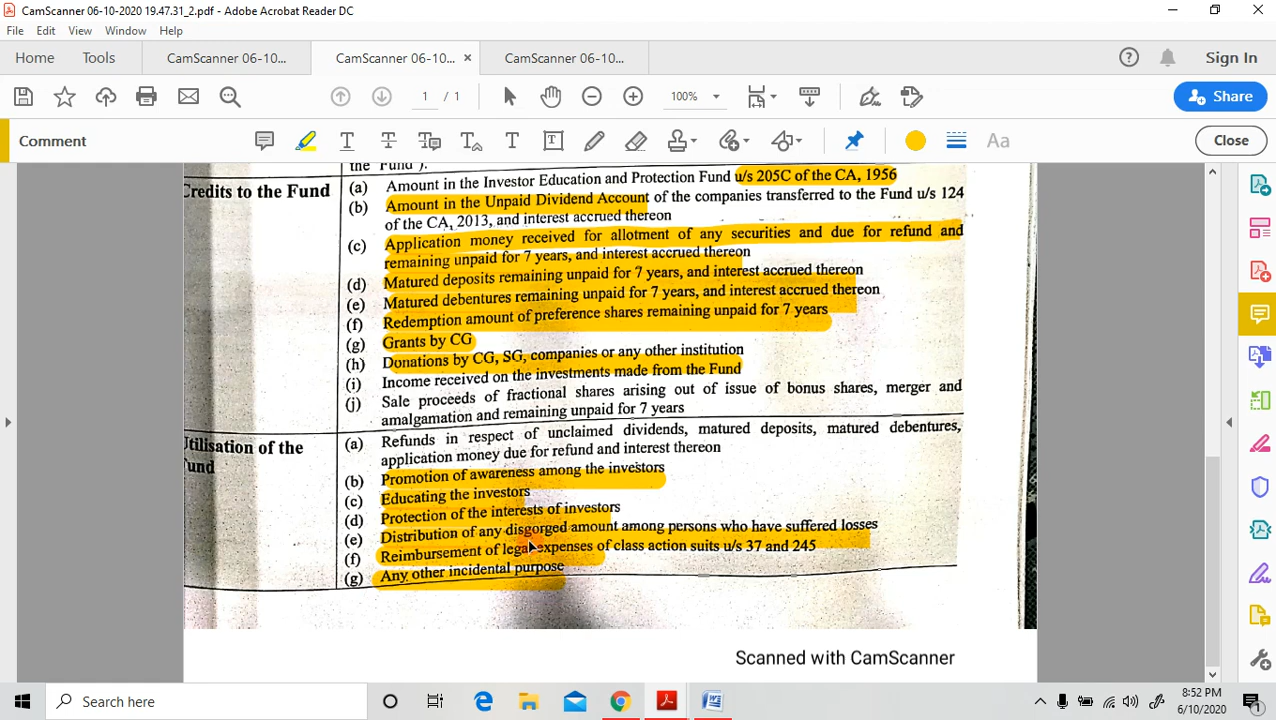 CamScanner 06-10-2020 19.47.31_2.pdf - Adobe Acrobat Reader DC
File Edit View Window Help
Home Tools CamScanner 06-10... CamScanner 06-10... × CamScanner 06-10... Sign In
1 / 1 100% Share
Comment Aa Close
the Fund ):
Credits to the Fund
(a) Amount in the Investor Education and Protection Fund u/s 205C of the CA, 1956
(b) Amount in the Unpaid Dividend Account of the companies transferred to the Fund u/s 124
of the CA, 2013, and interest accrued thereon
(c) Application money received for allotment of any securities and due for refund and
remaining unpaid for 7 years, and interest accrued thereon
(d) Matured deposits remaining unpaid for 7 years, and interest accrued thereon
(e) Matured debentures remaining unpaid for 7 years, and interest accrued thereon
(f) Redemption amount of preference shares remaining unpaid for 7 years
(g) Grants by CG
(h) Donations by CG, SG, companies or any other institution
(i) Income received on the investments made from the Fund
(j) Sale proceeds of fractional shares arising out of issue of bonus shares, merger and
amalgamation and remaining unpaid for 7 years
Utilisation of the
Fund
(a) Refunds in respect of unclaimed dividends, matured deposits, matured debentures,
application money due for refund and interest thereon
(b) Promotion of awareness among the investors
(c) Educating the investors
(d) Protection of the interests of investors
(e) Distribution of any disgorged amount among persons who have suffered losses
(f) Reimbursement of legal expenses of class action suits u/s 37 and 245
(g) Any other incidental purpose
Scanned with CamScanner
Search here
8:52 PM
6/10/2020
1